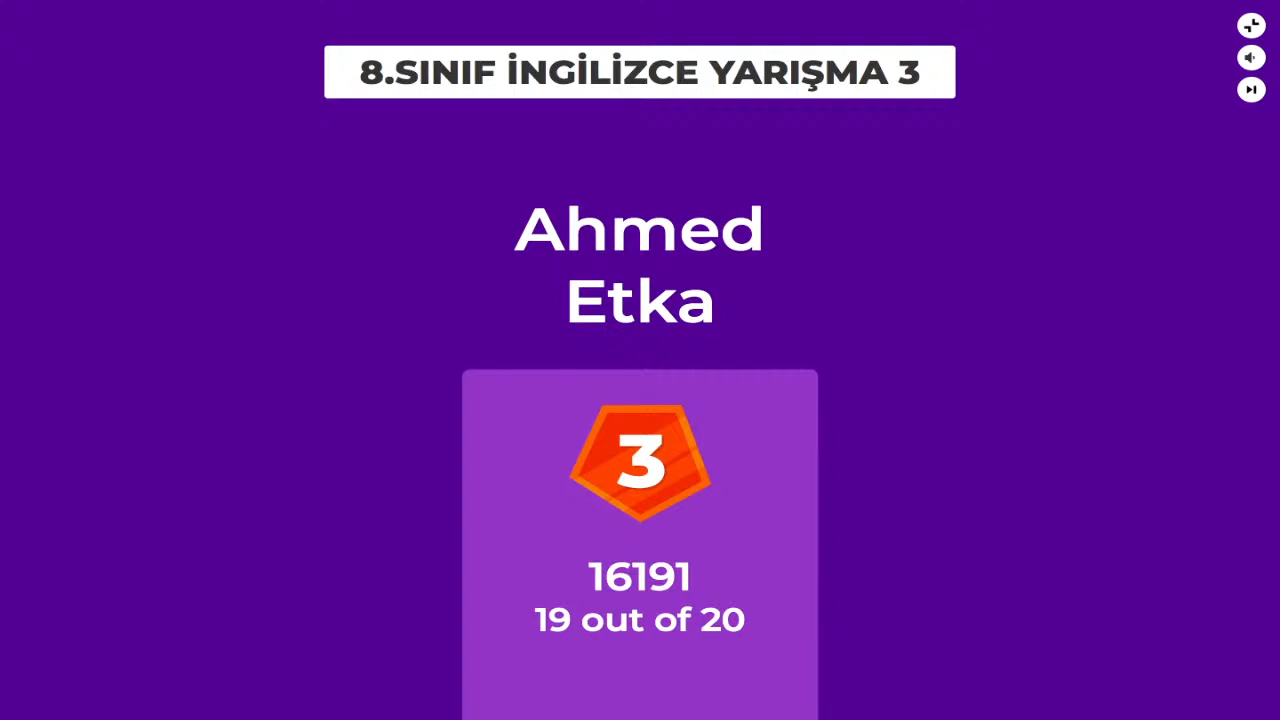 8.SINIF İNGİLİZCE YARIŞMA 3
Ahmed
Etka
3
16191
19 out of 20